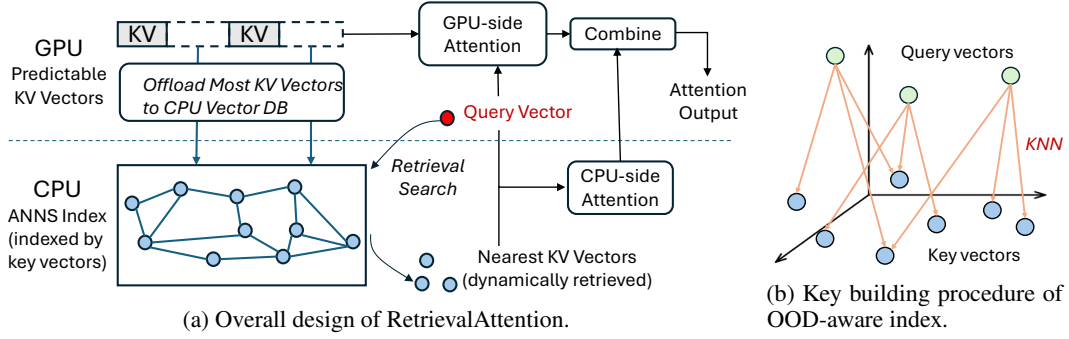 GPU
Predictable
KV Vectors
KV
KV
Offload Most KV Vectors
to CPU Vector DB
GPU-side
Attention
Combine
Attention
Output
Query Vector
Retrieval
Search
CPU-side
Attention
CPU
ANNS Index
(indexed by
key vectors)
Nearest KV Vectors
(dynamically retrieved)
(a) Overall design of RetrievalAttention.
Query vectors
KNN
Key vectors
(b) Key building procedure of
OOD-aware index.